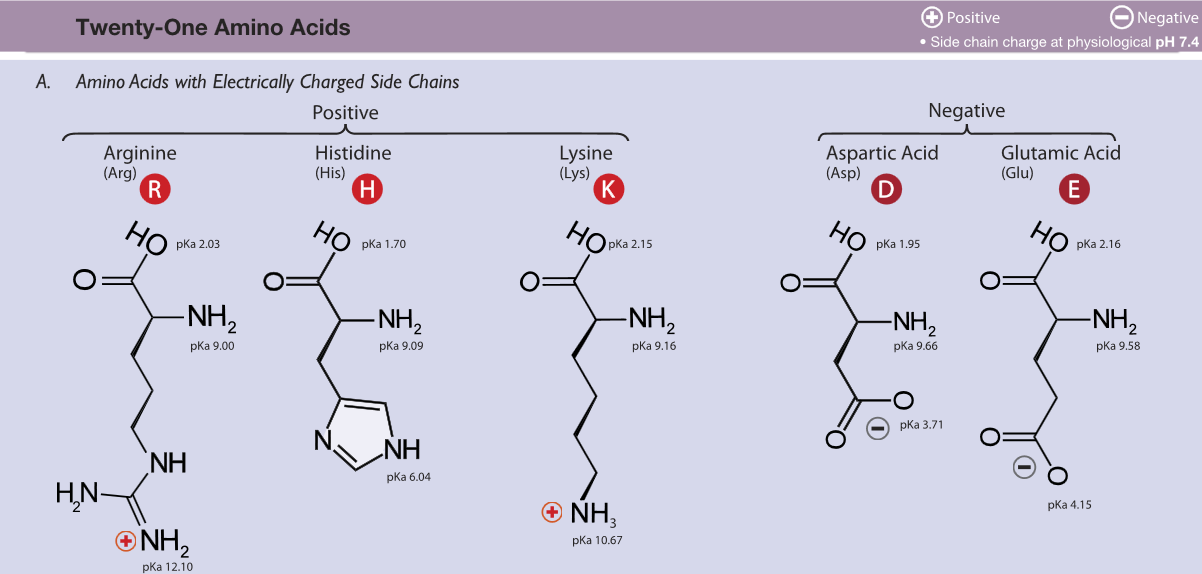 Twenty-One Amino Acids
+ Positive
− Negative
• Side chain charge at physiological pH 7.4
A. Amino Acids with Electrically Charged Side Chains
Positive
Negative
Arginine
(Arg)
R
Histidine
(His)
H
Lysine
(Lys)
K
Aspartic Acid
(Asp)
D
Glutamic Acid
(Glu)
E
HO pKa 2.03
O
NH2
pKa 9.00
NH
H2N
+ NH2
pKa 12.10
HO pKa 1.70
O
NH2
pKa 9.09
N
NH
pKa 6.04
HO pKa 2.15
O
NH2
pKa 9.16
+ NH3
pKa 10.67
HO pKa 1.95
O
NH2
pKa 9.66
O
− pKa 3.71
O
HO pKa 2.16
O
NH2
pKa 9.58
O
− O
pKa 4.15